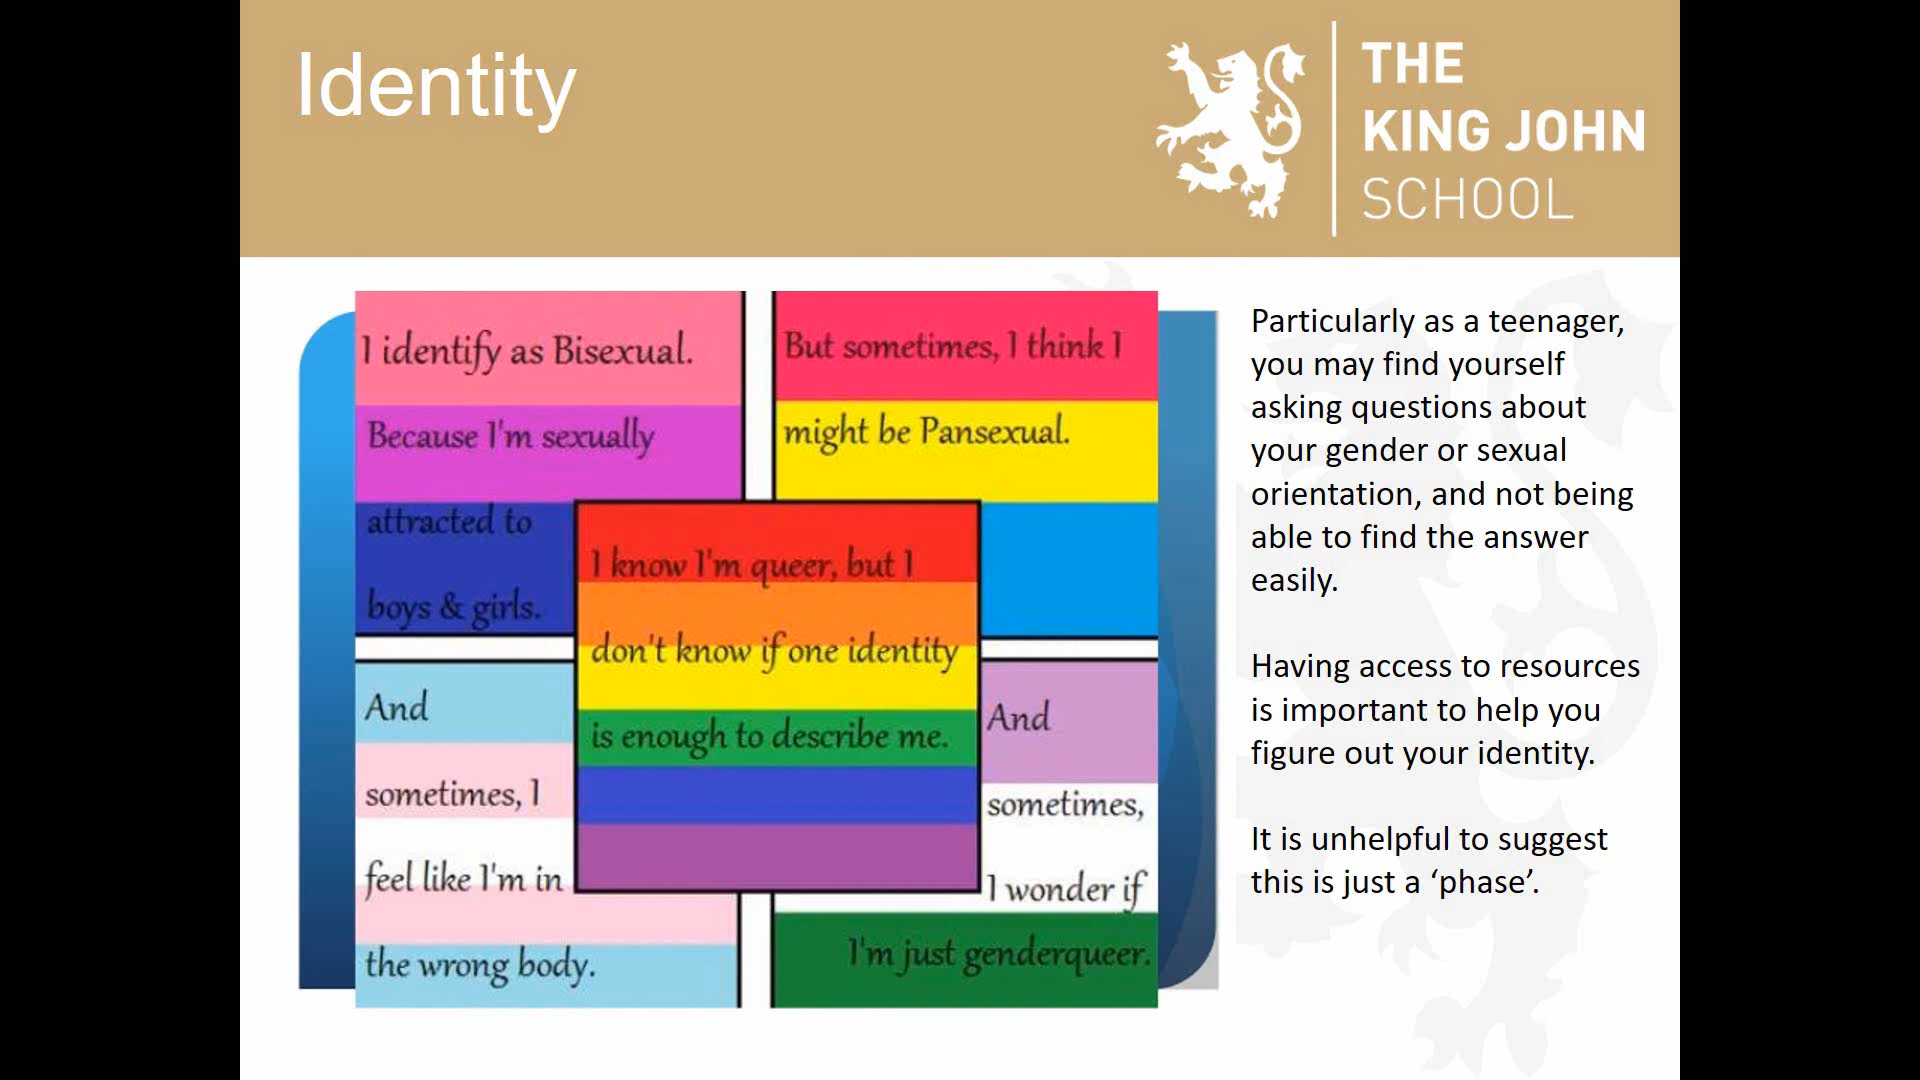 Identity
THE
KING JOHN
SCHOOL
I identify as Bisexual.
Because I'm sexually
attracted to
boys & girls.
But sometimes, I think I
might be Pansexual.
I know I'm queer, but I
don't know if one identity
is enough to describe me.
And
sometimes, I
feel like I'm in
the wrong body.
And
sometimes,
I wonder if
I'm just genderqueer.
Particularly as a teenager,
you may find yourself
asking questions about
your gender or sexual
orientation, and not being
able to find the answer
easily.
Having access to resources
is important to help you
figure out your identity.
It is unhelpful to suggest
this is just a ‘phase’.